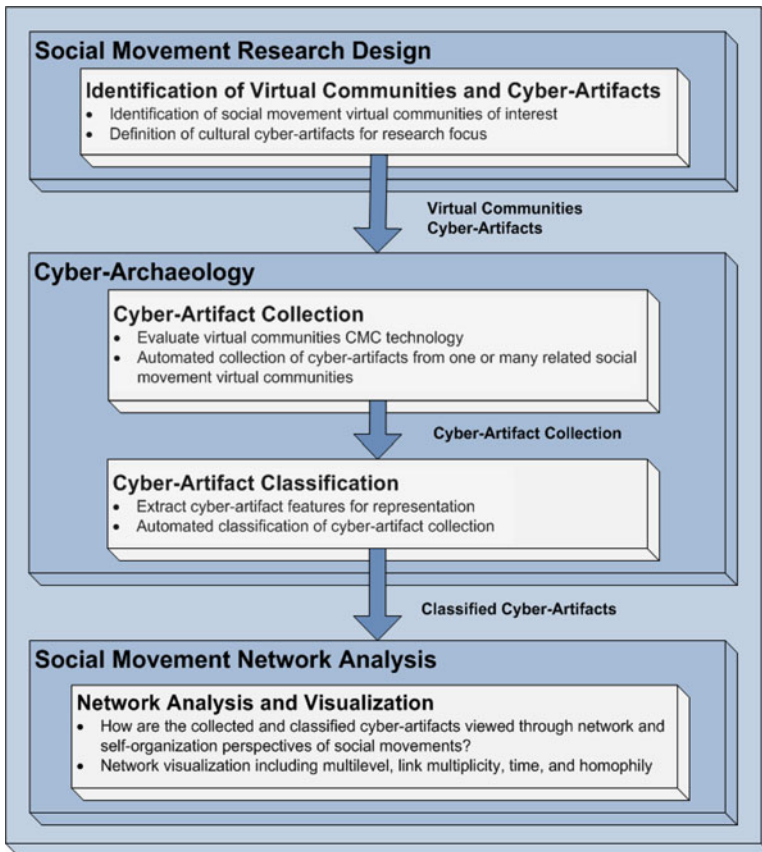 Social Movement Research Design
Identification of Virtual Communities and Cyber-Artifacts
• Identification of social movement virtual communities of interest
• Definition of cultural cyber-artifacts for research focus
Virtual Communities
Cyber-Artifacts
Cyber-Archaeology
Cyber-Artifact Collection
• Evaluate virtual communities CMC technology
• Automated collection of cyber-artifacts from one or many related social
movement virtual communities
Cyber-Artifact Collection
Cyber-Artifact Classification
• Extract cyber-artifact features for representation
• Automated classification of cyber-artifact collection
Classified Cyber-Artifacts
Social Movement Network Analysis
Network Analysis and Visualization
• How are the collected and classified cyber-artifacts viewed through network and
self-organization perspectives of social movements?
• Network visualization including multilevel, link multiplicity, time, and homophily